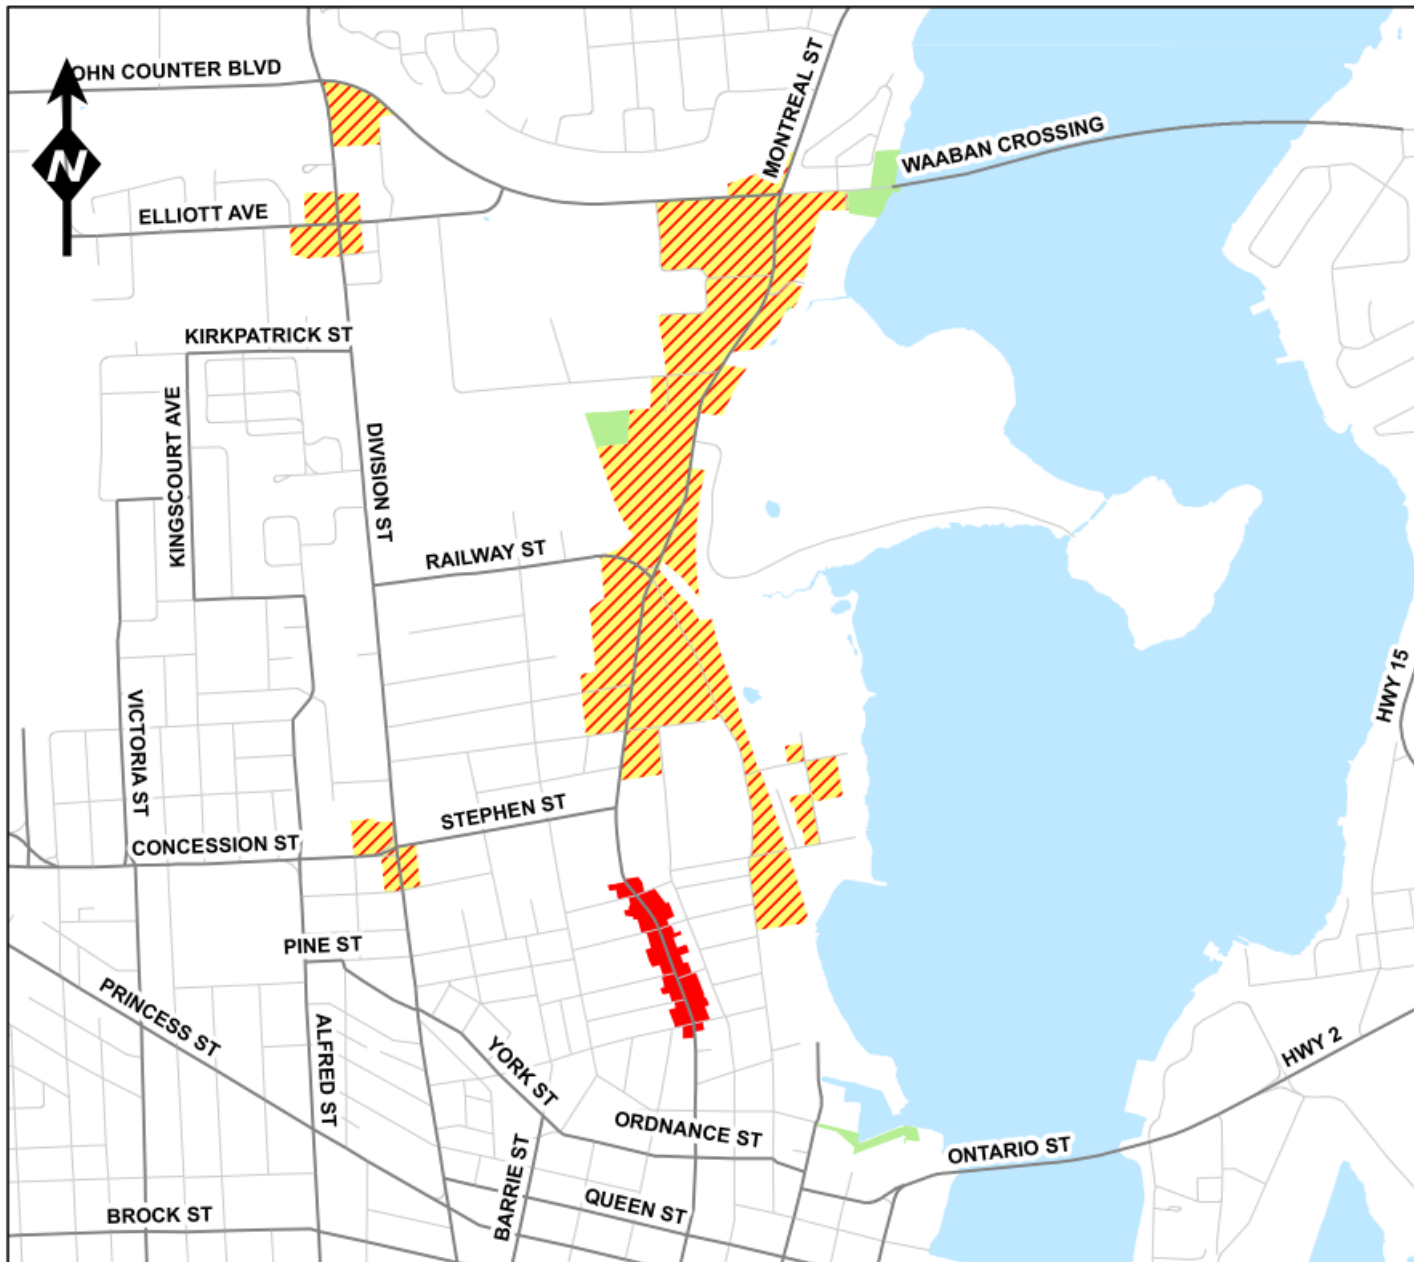 OHN COUNTER BLVD
MONTREAL ST
WAABAN CROSSING
N
ELLIOTT AVE
KIRKPATRICK ST
KINGSCOURT AVE
DIVISION ST
RAILWAY ST
HWY 15
VICTORIA ST
STEPHEN ST
CONCESSION ST
PINE ST
PRINCESS ST
ALFRED ST
YORK ST
HWY 2
ORDNANCE ST
ONTARIO ST
BARRIE ST
QUEEN ST
BROCK ST